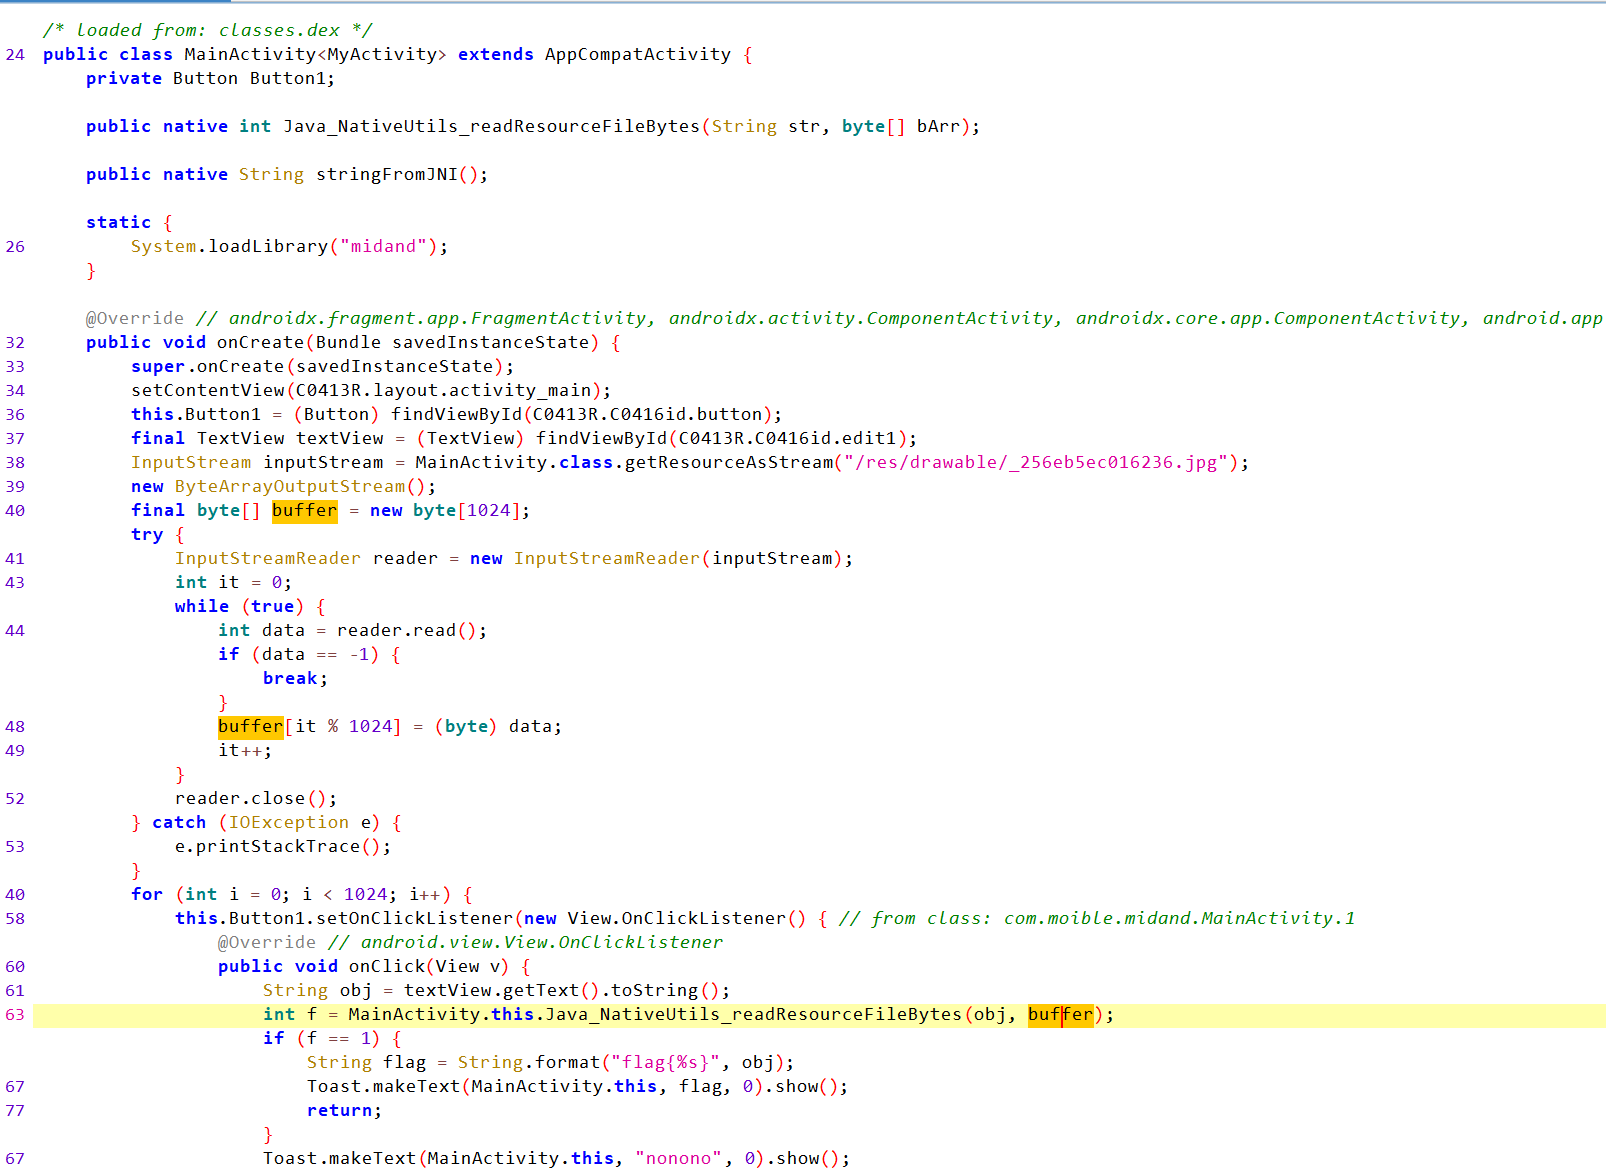 /* loaded from: classes.dex */
24 public class MainActivity<MyActivity> extends AppCompatActivity {
private Button Button1;
public native int Java_NativeUtils_readResourceFileBytes(String str, byte[] bArr);
public native String stringFromJNI();
static {
26 System.loadLibrary("midand");
}
@Override // androidx.fragment.app.FragmentActivity, androidx.activity.ComponentActivity, androidx.core.app.ComponentActivity, android.app
32 public void onCreate(Bundle savedInstanceState) {
33 super.onCreate(savedInstanceState);
34 setContentView(C0413R.layout.activity_main);
36 this.Button1 = (Button) findViewById(C0413R.C0416id.button);
37 final TextView textView = (TextView) findViewById(C0413R.C0416id.edit1);
38 InputStream inputStream = MainActivity.class.getResourceAsStream("/res/drawable/_256eb5ec016236.jpg");
39 new ByteArrayOutputStream();
40 final byte[] buffer = new byte[1024];
try {
41 InputStreamReader reader = new InputStreamReader(inputStream);
43 int it = 0;
while (true) {
44 int data = reader.read();
if (data == -1) {
break;
}
48 buffer[it % 1024] = (byte) data;
49 it++;
}
52 reader.close();
} catch (IOException e) {
53 e.printStackTrace();
}
40 for (int i = 0; i < 1024; i++) {
58 this.Button1.setOnClickListener(new View.OnClickListener() { // from class: com.moible.midand.MainActivity.1
@Override // android.view.View.OnClickListener
60 public void onClick(View v) {
61 String obj = textView.getText().toString();
63 int f = MainActivity.this.Java_NativeUtils_readResourceFileBytes(obj, buffer);
if (f == 1) {
String flag = String.format("flag{%s}", obj);
67 Toast.makeText(MainActivity.this, flag, 0).show();
77 return;
}
67 Toast.makeText(MainActivity.this, "nonono", 0).show();